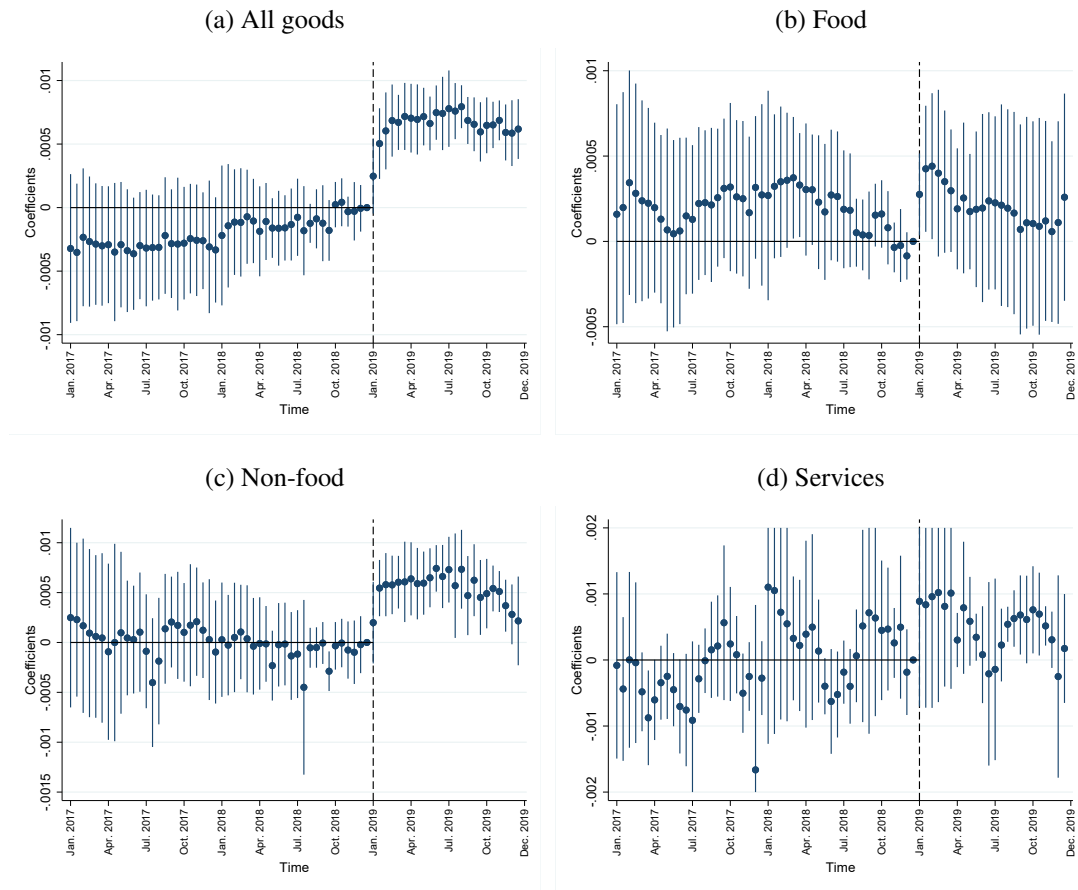 (a) All goods
(b) Food
Coefficients
.001
.0005
0
-.0005
-.001
Jan. 2017
Apr. 2017
Jul. 2017
Oct. 2017
Jan. 2018
Apr. 2018
Jul. 2018
Oct. 2018
Jan. 2019
Apr. 2019
Jul. 2019
Oct. 2019
Dec. 2019
Time
Coefficients
.001
.0005
0
-.0005
Jan. 2017
Apr. 2017
Jul. 2017
Oct. 2017
Jan. 2018
Apr. 2018
Jul. 2018
Oct. 2018
Jan. 2019
Apr. 2019
Jul. 2019
Oct. 2019
Dec. 2019
Time
(c) Non-food
(d) Services
Coefficients
.001
.0005
0
-.0005
-.001
-.0015
Jan. 2017
Apr. 2017
Jul. 2017
Oct. 2017
Jan. 2018
Apr. 2018
Jul. 2018
Oct. 2018
Jan. 2019
Apr. 2019
Jul. 2019
Oct. 2019
Dec. 2019
Time
Coefficients
.002
.001
0
-.001
-.002
Jan. 2017
Apr. 2017
Jul. 2017
Oct. 2017
Jan. 2018
Apr. 2018
Jul. 2018
Oct. 2018
Jan. 2019
Apr. 2019
Jul. 2019
Oct. 2019
Dec. 2019
Time